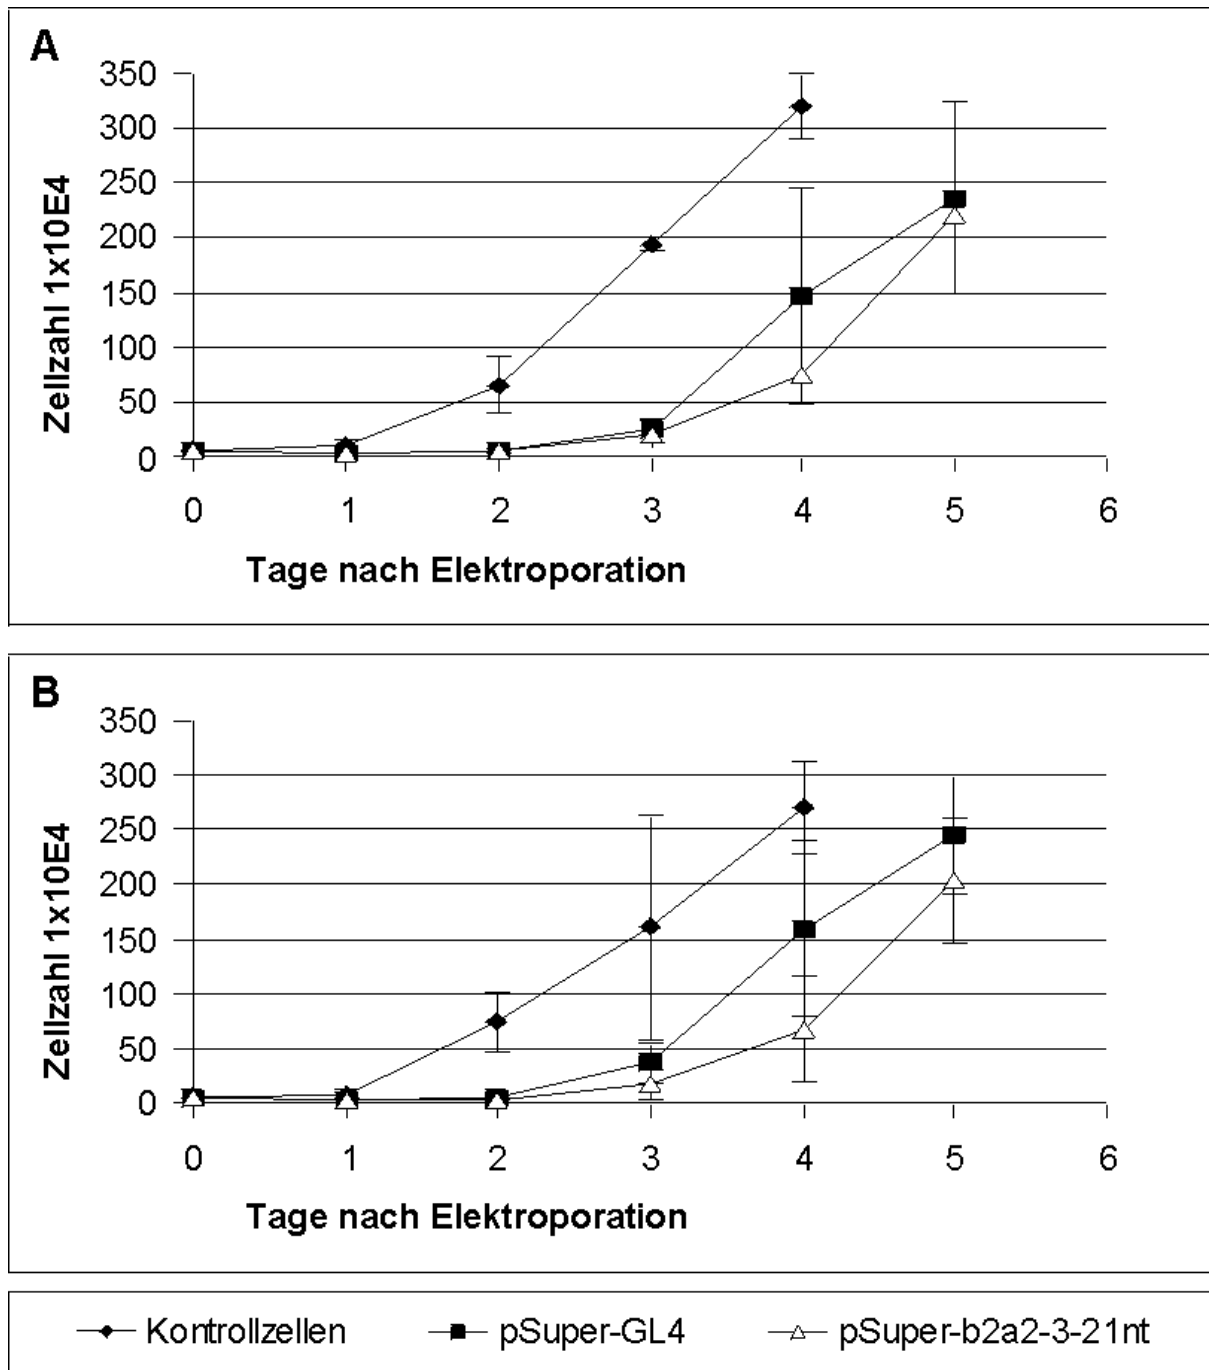 A
350
300
250
200
150
100
50
0
Zellzahl 1x10E4
0 1 2 3 4 5 6
Tage nach Elektroporation
B
350
300
250
200
150
100
50
0
Zellzahl 1x10E4
0 1 2 3 4 5 6
Tage nach Elektroporation
Kontrollzellen pSuper-GL4 pSuper-b2a2-3-21nt